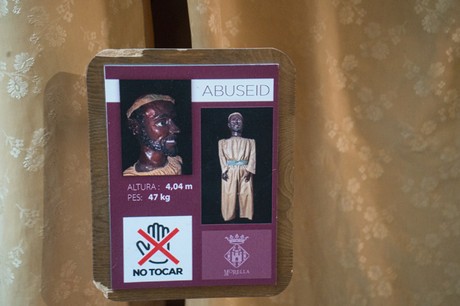 ABUSEID
ALTURA : 4,04 m
PES: 47 kg
NO TOCAR
MORELLA